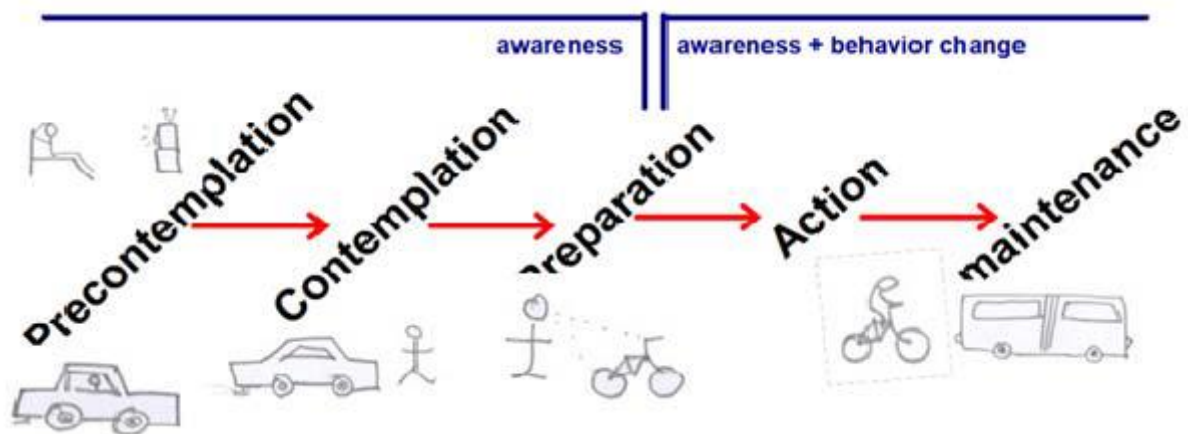 awareness
awareness + behavior change
Precontemplation
Contemplation
Preparation
Action
maintenance